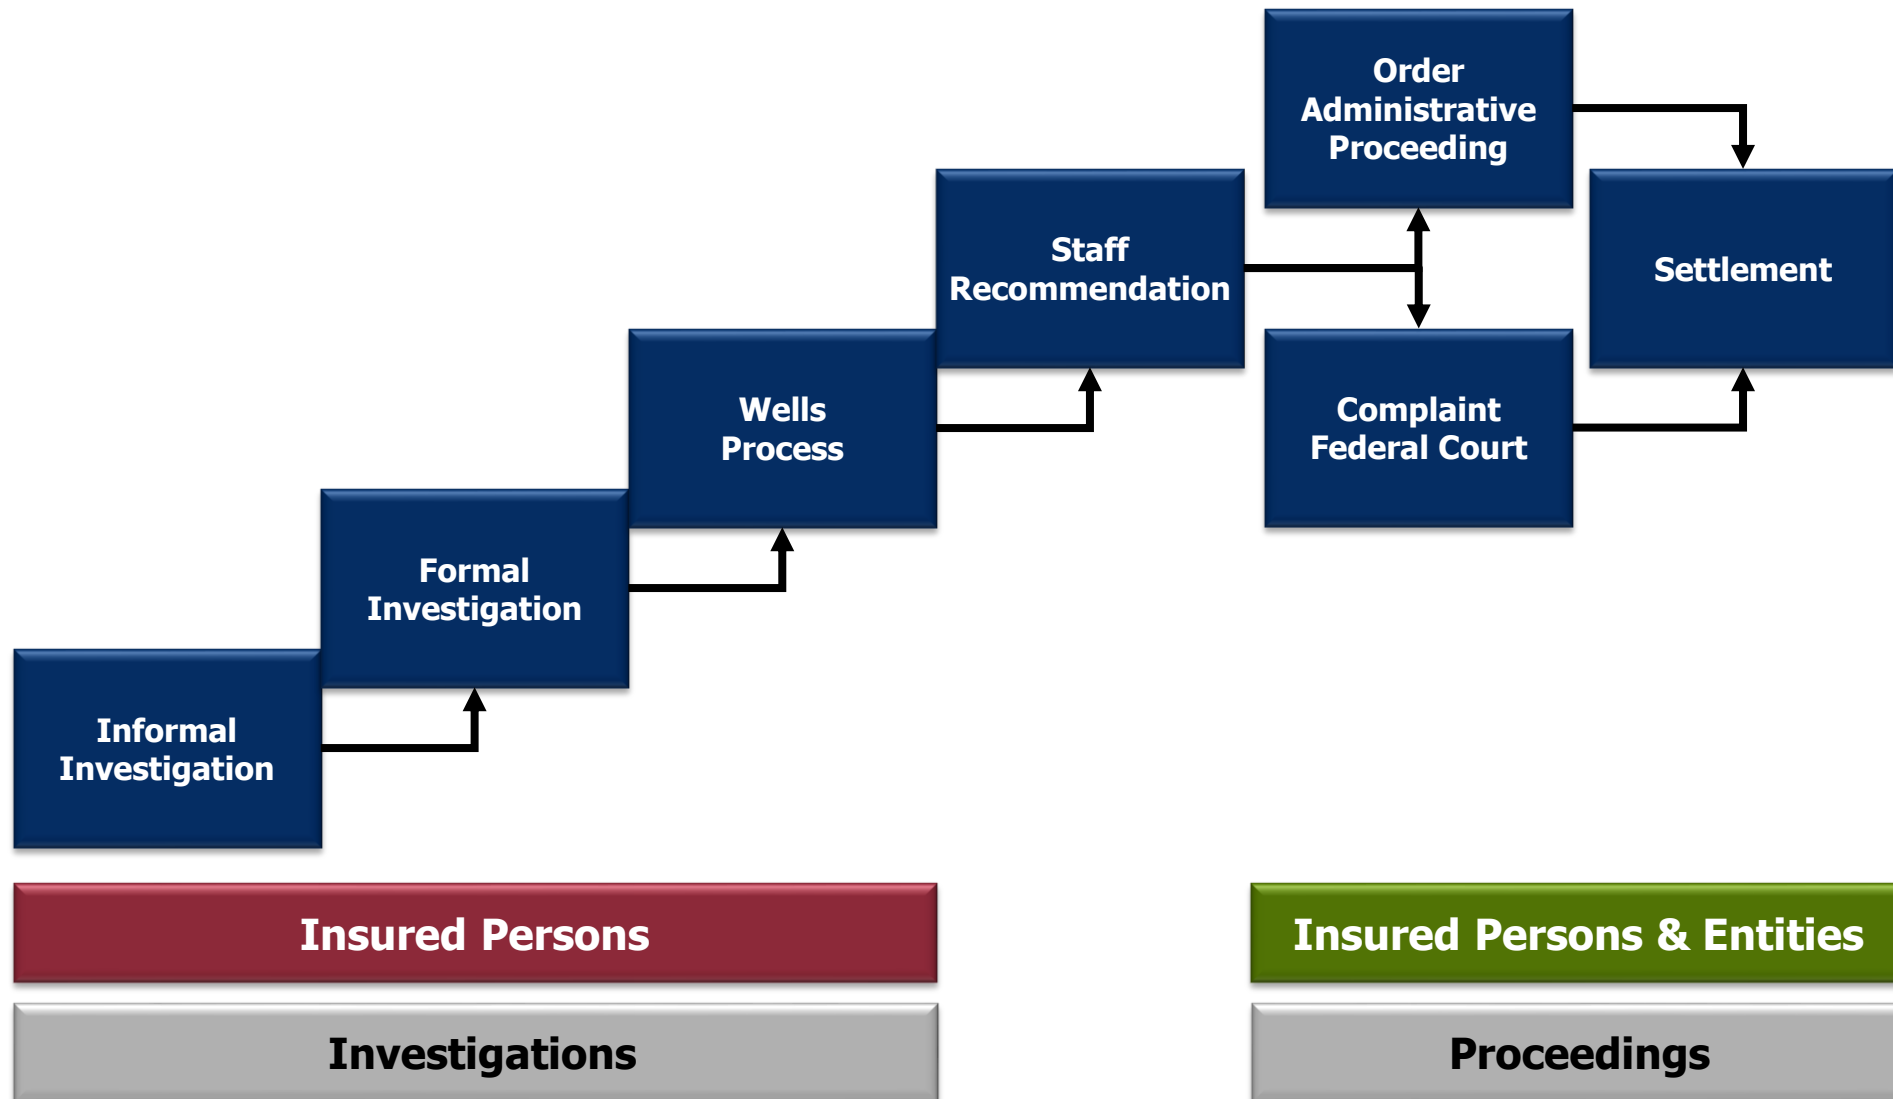 Order
Administrative
Proceeding
Staff
Recommendation
Settlement
Wells
Process
Complaint
Federal Court
Formal
Investigation
Informal
Investigation
Insured Persons
Insured Persons & Entities
Investigations
Proceedings